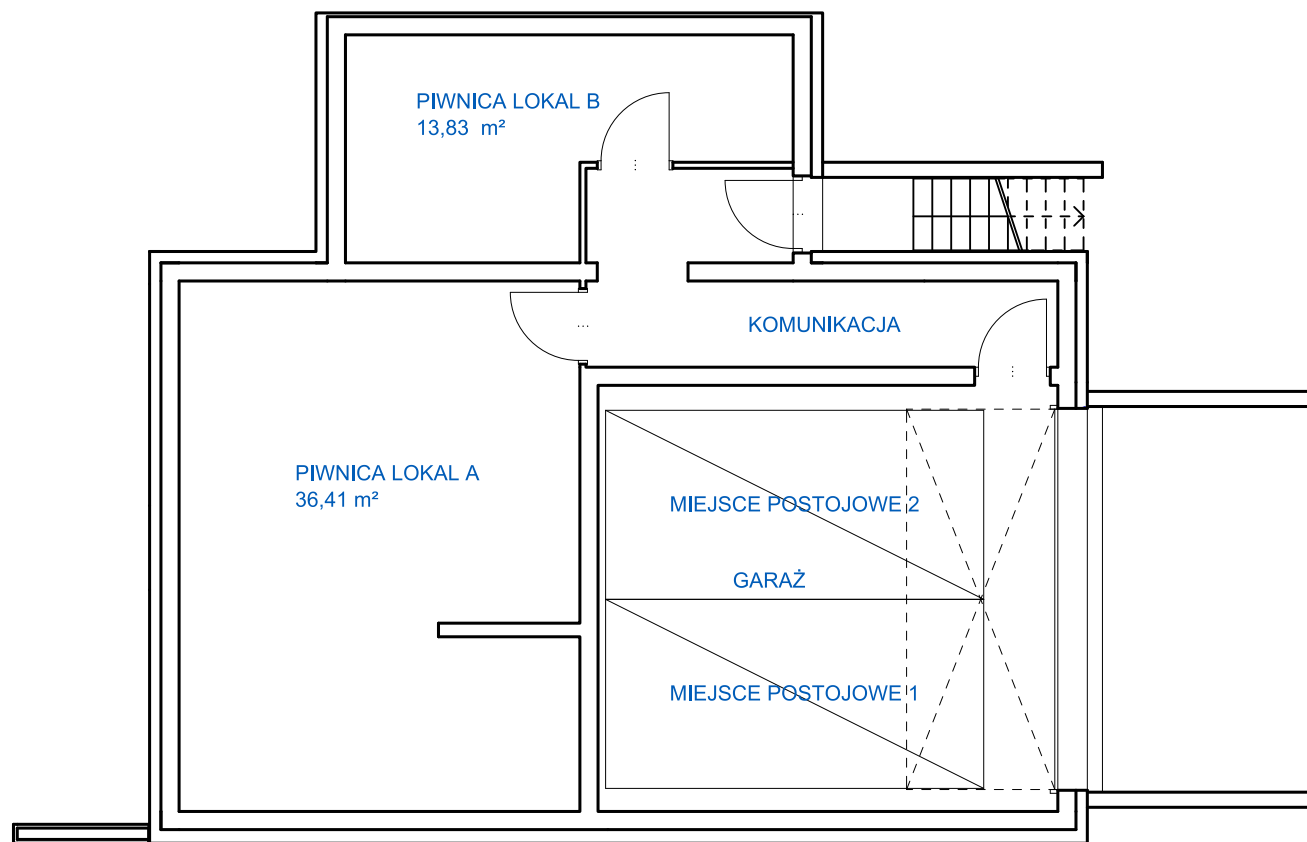 PIWNICA LOKAL B
13,83 m²
KOMUNIKACJA
PIWNICA LOKAL A
36,41 m²
MIEJSCE POSTOJOWE 2
GARAŻ
MIEJSCE POSTOJOWE 1